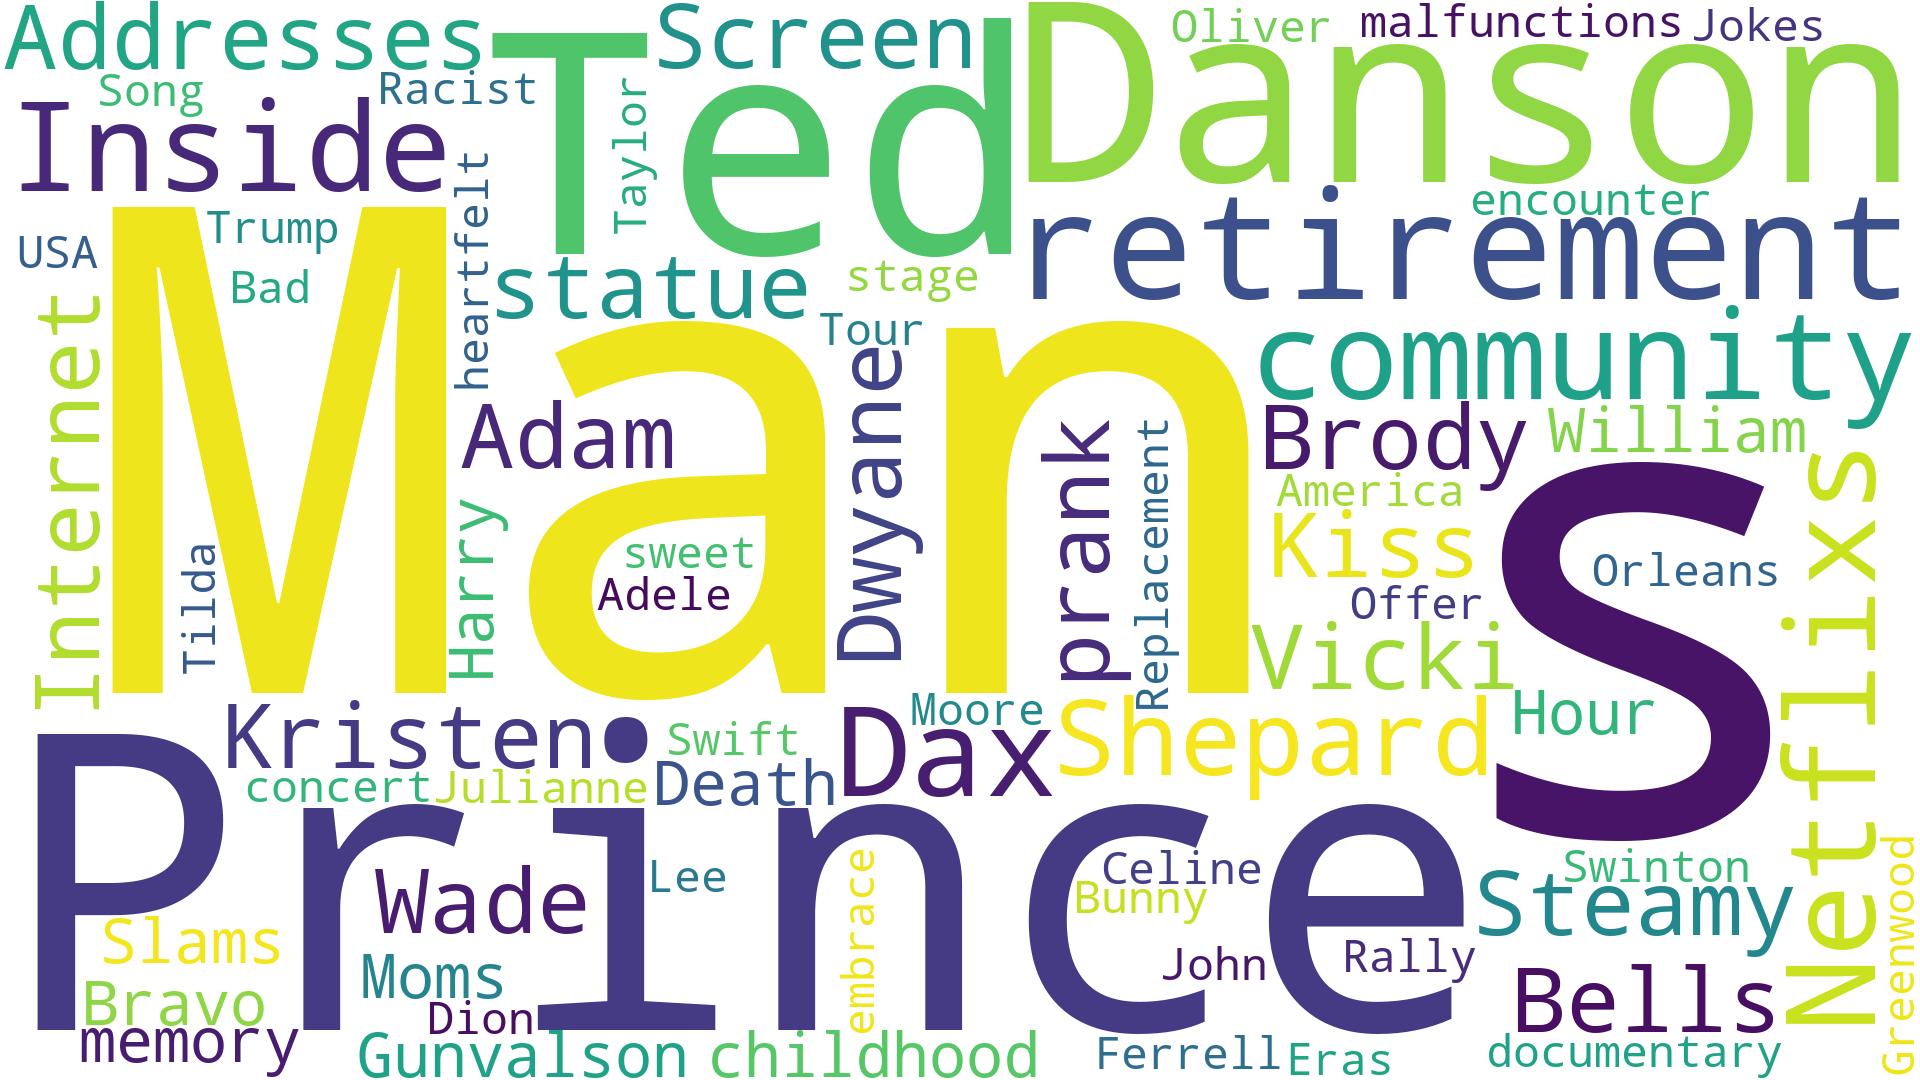 Addresses
Screen
Oliver
malfunctions
Jokes
Ted
Danson
Song
Racist
Taylor
Inside
heartfelt
encounter
retirement
USA
Trump
Bad
statue
stage
Internet
Man
Tour
Dwyane
community
Adam
prank
Replacement
Brody
William
Netflixs
America
s
Harry
Kiss
Tilda
sweet
Adele
Orleans
Offer
Vicki
Kristen
Moore
Dax
Shepard
Hour
Swift
concert
Julianne
Death
Prince
Wade
Lee
embrace
Celine
Bunny
Swinton
Steamy
Greenwood
Slams
Moms
John
Rally
Bravo
Bells
Dion
memory
Gunvalson
childhood
Ferrell
Eras
documentary